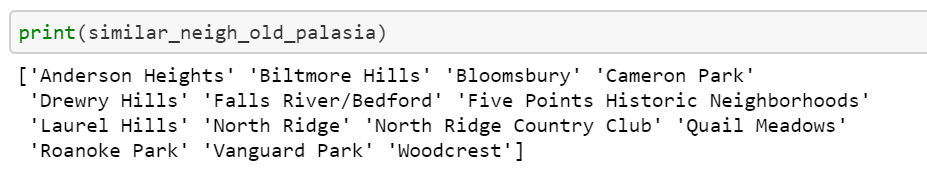 print(similar_neigh_old_palasia)
['Anderson Heights' 'Biltmore Hills' 'Bloomsbury' 'Cameron Park'
 'Drewry Hills' 'Falls River/Bedford' 'Five Points Historic Neighborhoods'
 'Laurel Hills' 'North Ridge' 'North Ridge Country Club' 'Quail Meadows'
 'Roanoke Park' 'Vanguard Park' 'Woodcrest']